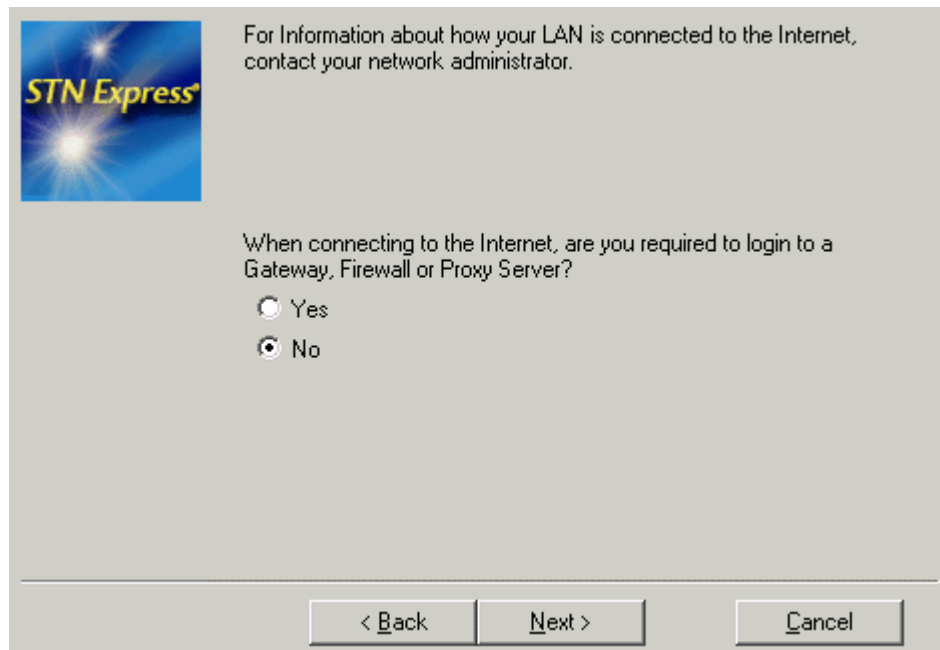 STN Express®
For Information about how your LAN is connected to the Internet,
contact your network administrator.
When connecting to the Internet, are you required to login to a
Gateway, Firewall or Proxy Server?
Yes
No
< Back
Next >
Cancel